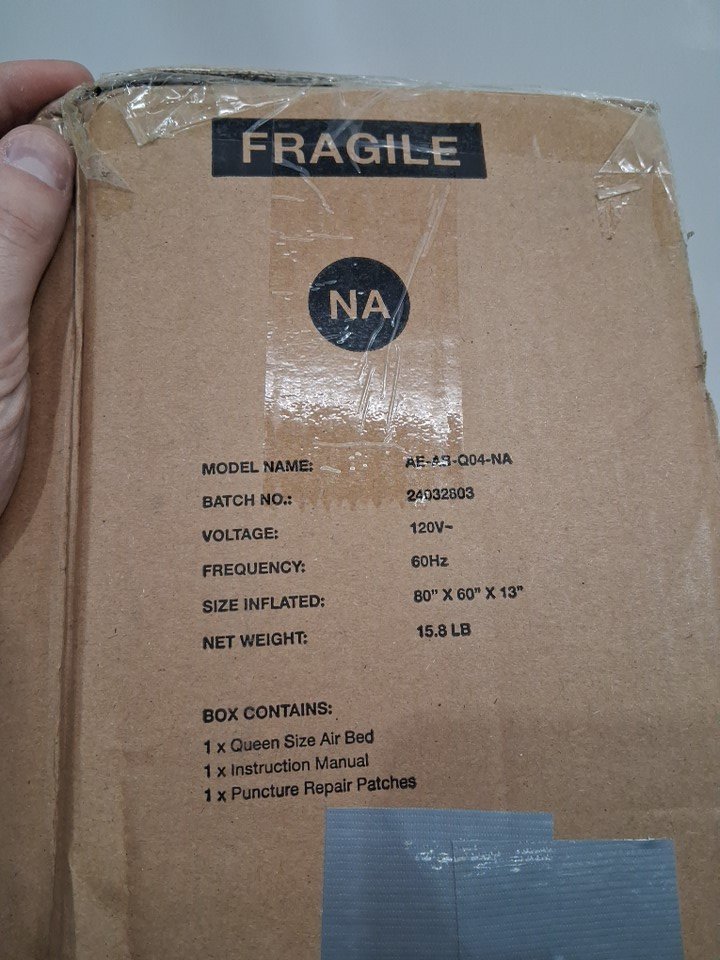 FRAGILE
NA
MODEL NAME: AE-AB-Q04-NA
BATCH NO.: 24032803
VOLTAGE: 120V~
FREQUENCY: 60Hz
SIZE INFLATED: 80” X 60” X 13”
NET WEIGHT: 15.8 LB
BOX CONTAINS:
1 x Queen Size Air Bed
1 x Instruction Manual
1 x Puncture Repair Patches